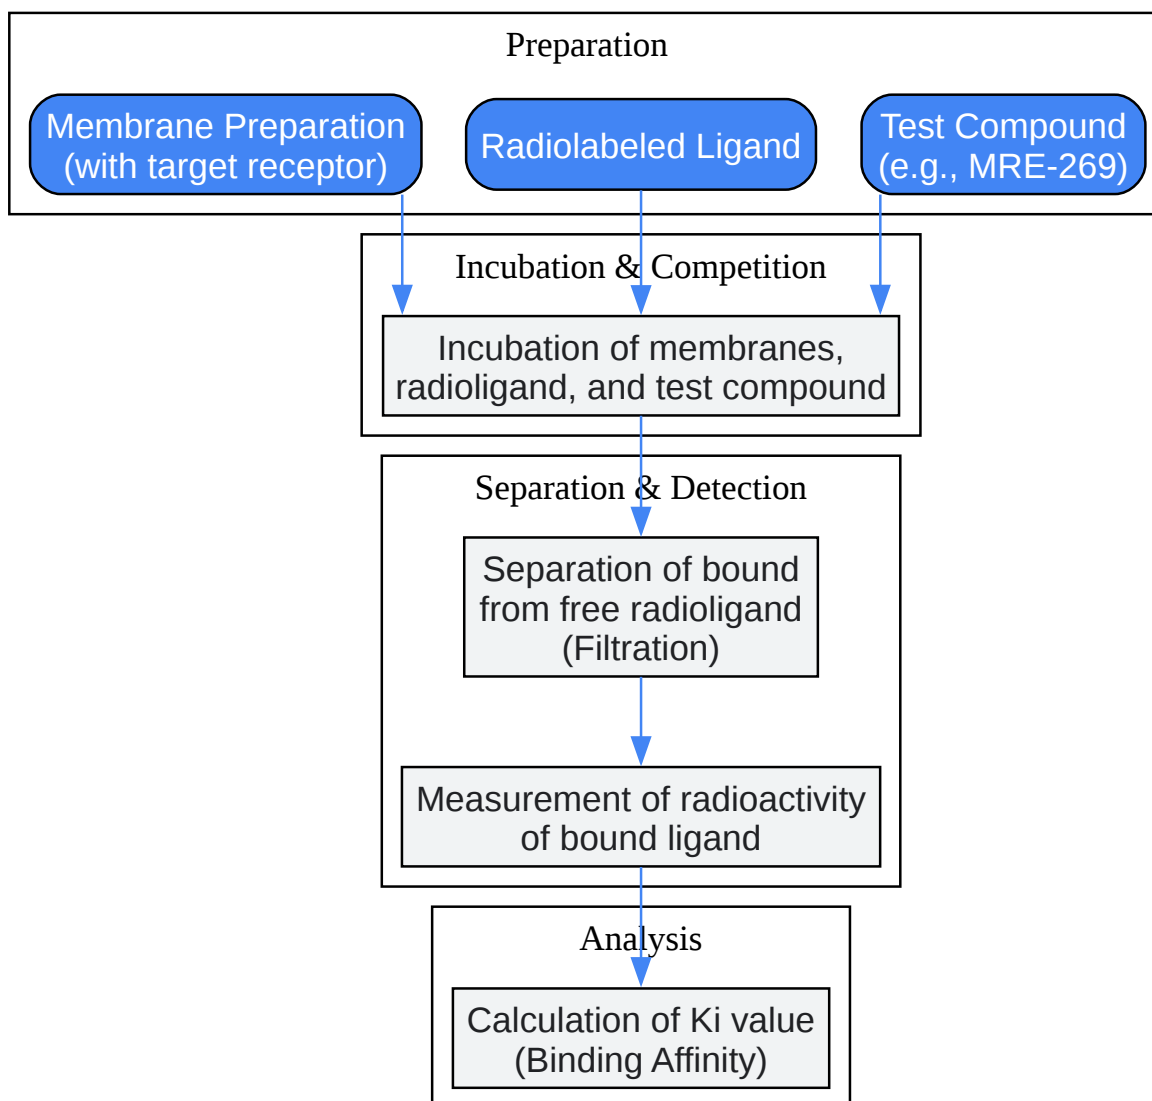 Preparation
Membrane Preparation
(with target receptor)
Radiolabeled Ligand
Test Compound
(e.g., MRE-269)
Incubation & Competition
Incubation of membranes,
radioligand, and test compound
Separation & Detection
Separation of bound
from free radioligand
(Filtration)
Measurement of radioactivity
of bound ligand
Analysis
Calculation of Ki value
(Binding Affinity)